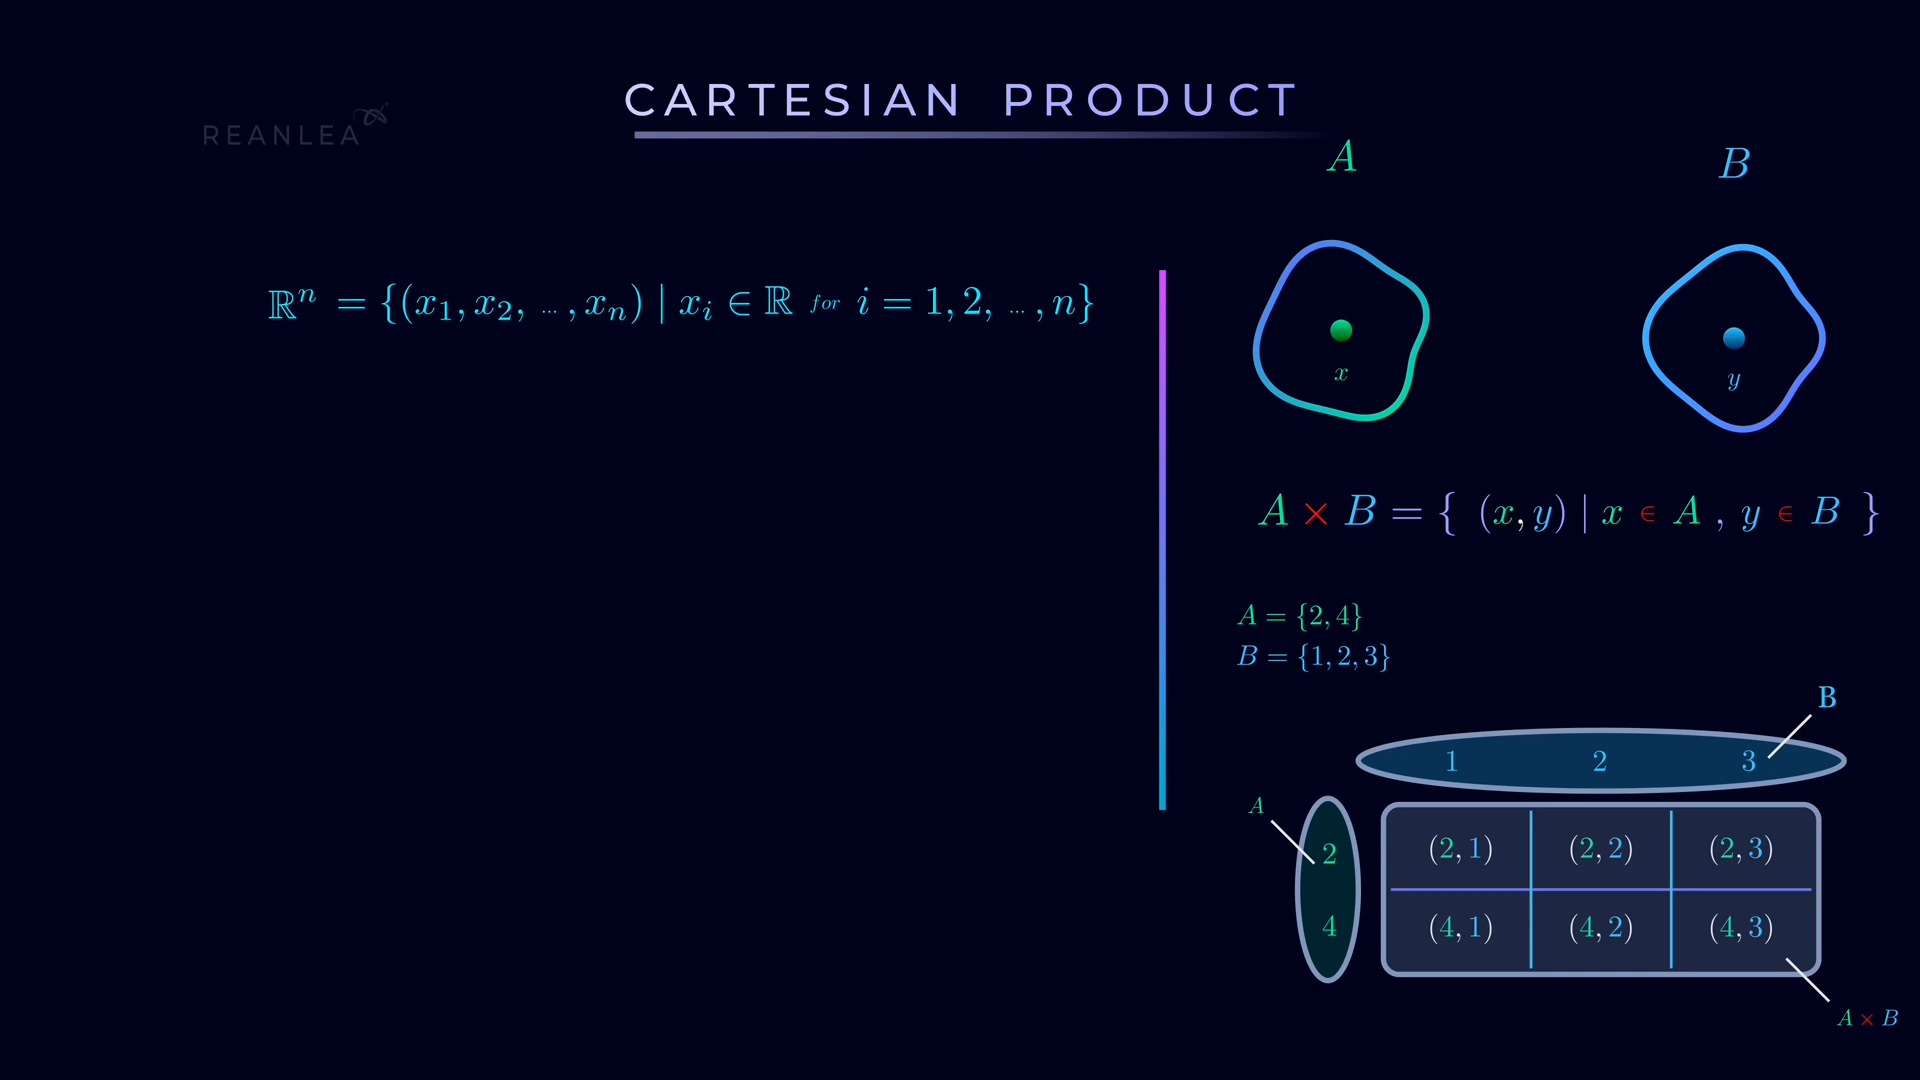 CARTESIAN PRODUCT
REANLEA
ℝⁿ = {(x₁, x₂, ... , xₙ) | xᵢ ∈ ℝ for i = 1, 2, ... , n}
A
B
x
y
A × B = { (x, y) | x ∈ A , y ∈ B }
A = {2, 4}
B = {1, 2, 3}
B
1 2 3
A
2 (2, 1) (2, 2) (2, 3)
4 (4, 1) (4, 2) (4, 3)
A × B